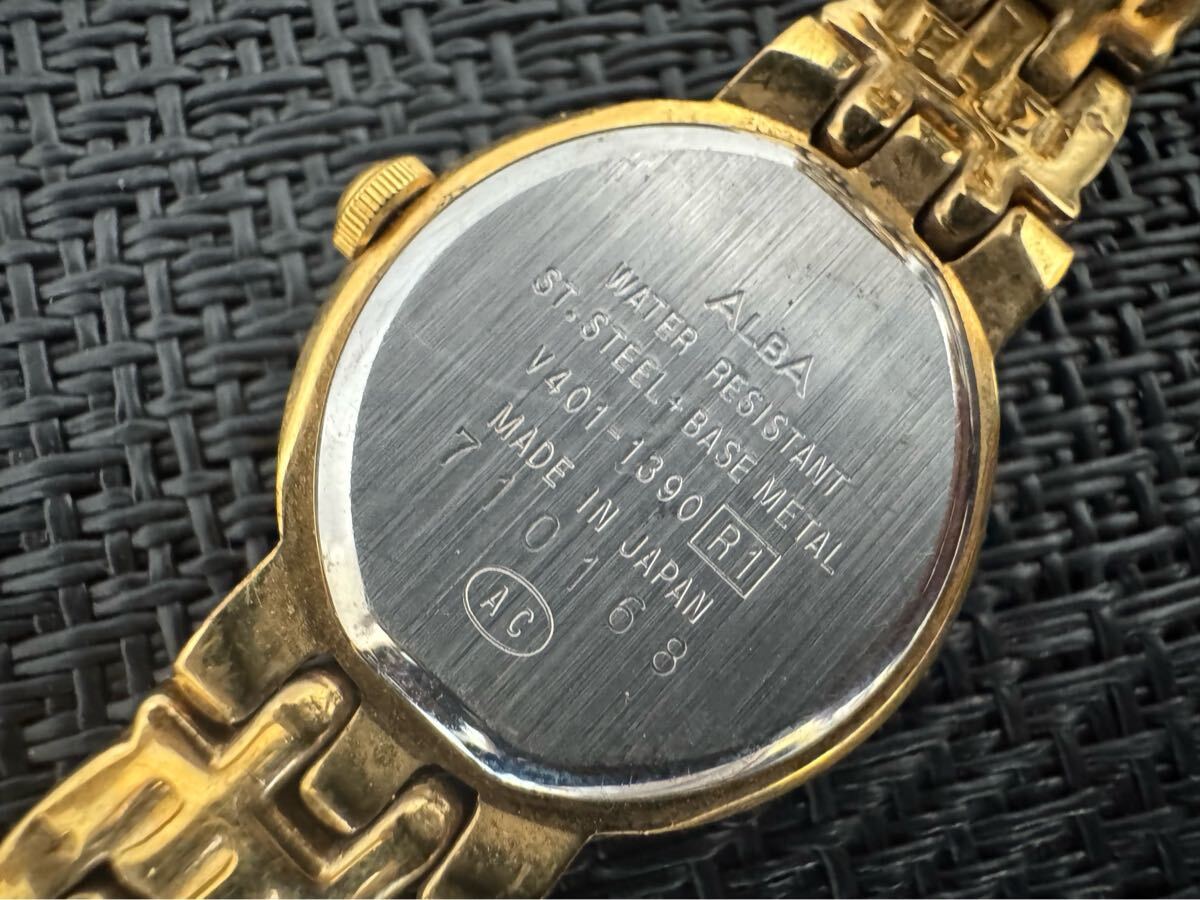 ALBA
WATER RESISTANT
ST.STEEL+BASE METAL
V401-1390 R1
MADE IN JAPAN
710168
AC